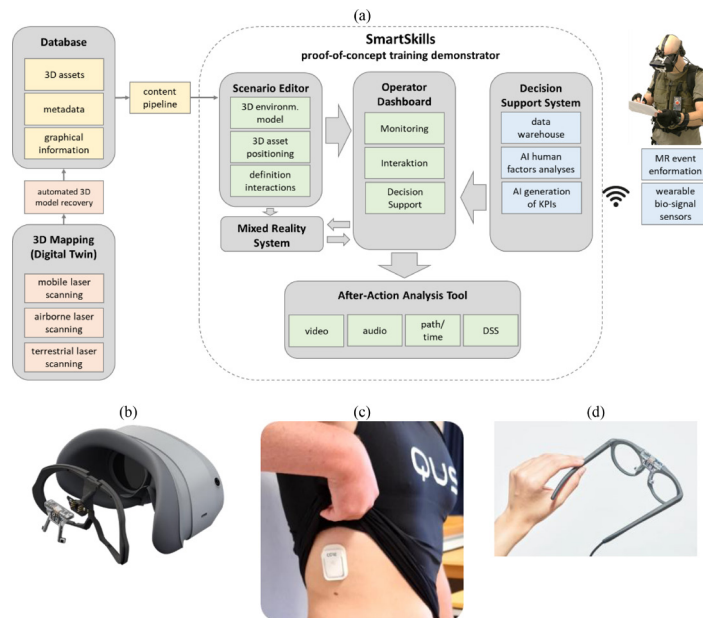 (a)
SmartSkills
proof-of-concept training demonstrator
Database
3D assets
metadata
graphical
information
content
pipeline
automated 3D
model recovery
3D Mapping
(Digital Twin)
mobile laser
scanning
airborne laser
scanning
terrestrial laser
scanning
Scenario Editor
3D environm.
model
3D asset
positioning
definition
interactions
Mixed Reality
System
Operator
Dashboard
Monitoring
Interaktion
Decision
Support
Decision
Support System
data
warehouse
AI human
factors analyses
AI generation
of KPIs
MR event
enformation
wearable
bio-signal
sensors
After-Action Analysis Tool
video
audio
path/
time
DSS
(b)
(c)
QUS
(d)